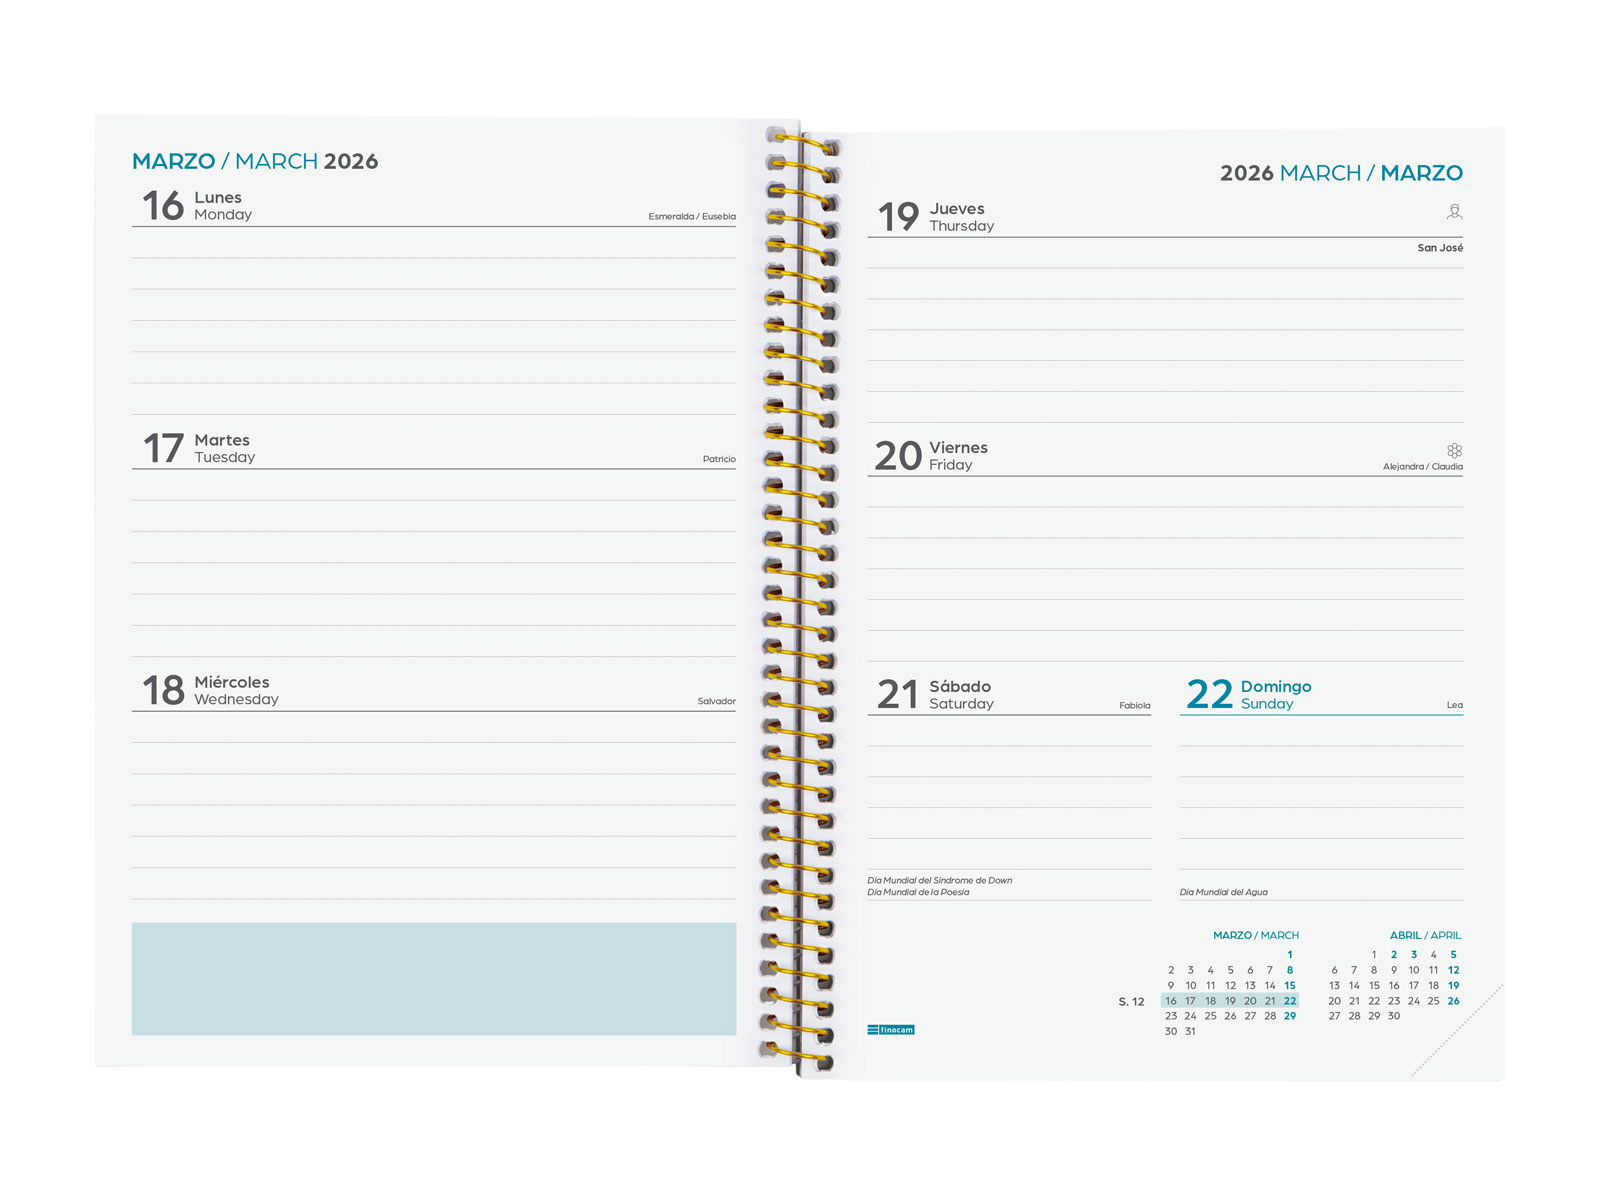 MARZO / MARCH 2026
16 Lunes
Monday
Esmeralda / Eusebia
17 Martes
Tuesday
Patricio
18 Miércoles
Wednesday
Salvador
2026 MARCH / MARZO
19 Jueves
Thursday
San José
20 Viernes
Friday
Alejandra / Claudia
21 Sábado
Saturday
Fabiola
Día Mundial del Síndrome de Down
Día Mundial de la Poesía
22 Domingo
Sunday
Lea
Día Mundial del Agua
MARZO / MARCH
1
2 3 4 5 6 7 8
9 10 11 12 13 14 15
S. 12 16 17 18 19 20 21 22
23 24 25 26 27 28 29
30 31
ABRIL / APRIL
1 2 3 4 5
6 7 8 9 10 11 12
13 14 15 16 17 18 19
20 21 22 23 24 25 26
27 28 29 30
finocam